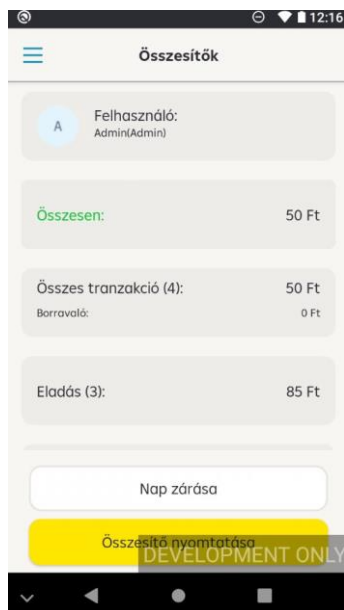 12:16
Összesítők
A
Felhasználó:
Admin(Admin)
Összesen: 50 Ft
Összes tranzakció (4): 50 Ft
Borravaló: 0 Ft
Eladás (3): 85 Ft
Nap zárása
Összesítő nyomtatása
DEVELOPMENT ONLY